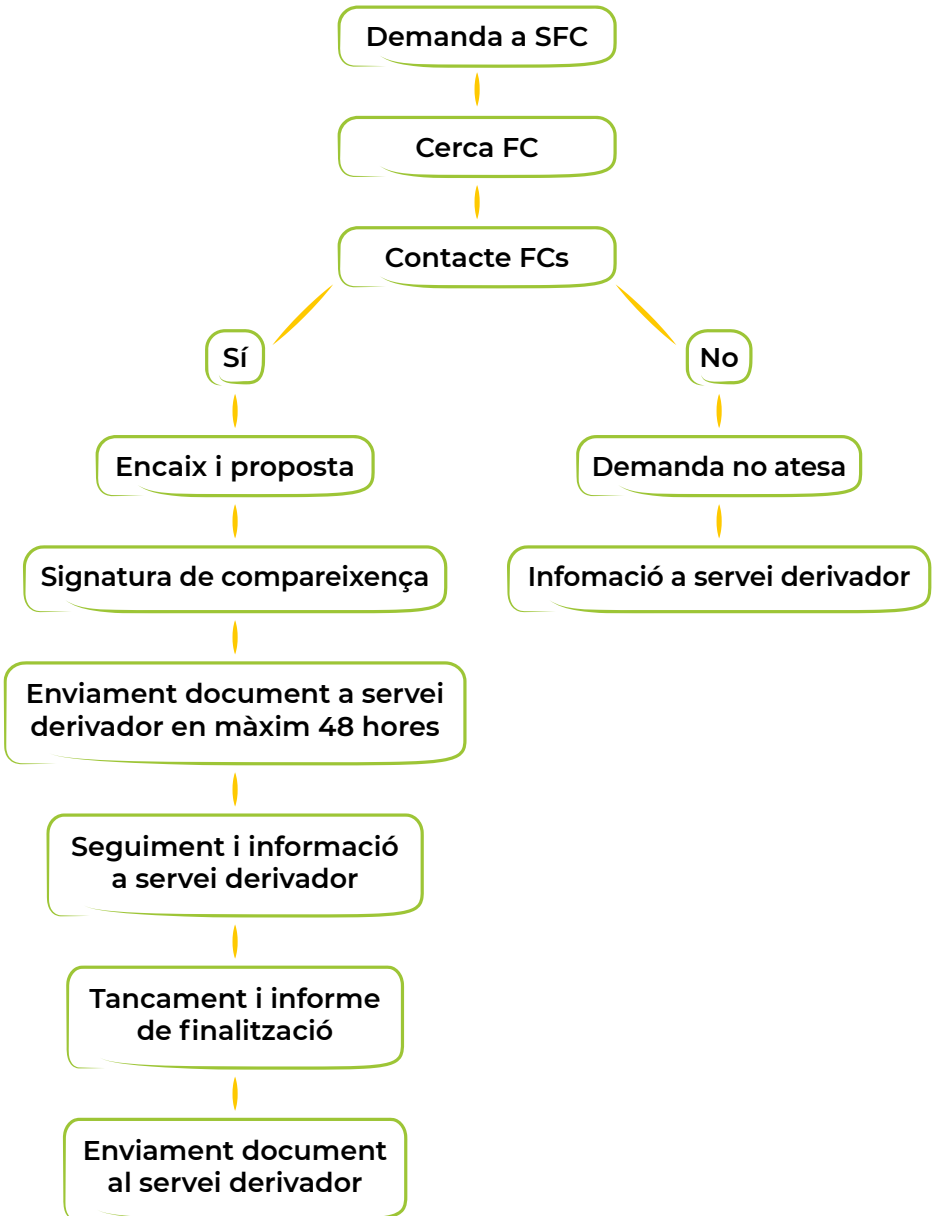 Demanda a SFC
Cerca FC
Contacte FCs
Sí
No
Encaix i proposta
Demanda no atesa
Signatura de compareixença
Infomació a servei derivador
Enviament document a servei
derivador en màxim 48 hores
Seguiment i informació
a servei derivador
Tancament i informe
de finalització
Enviament document
al servei derivador